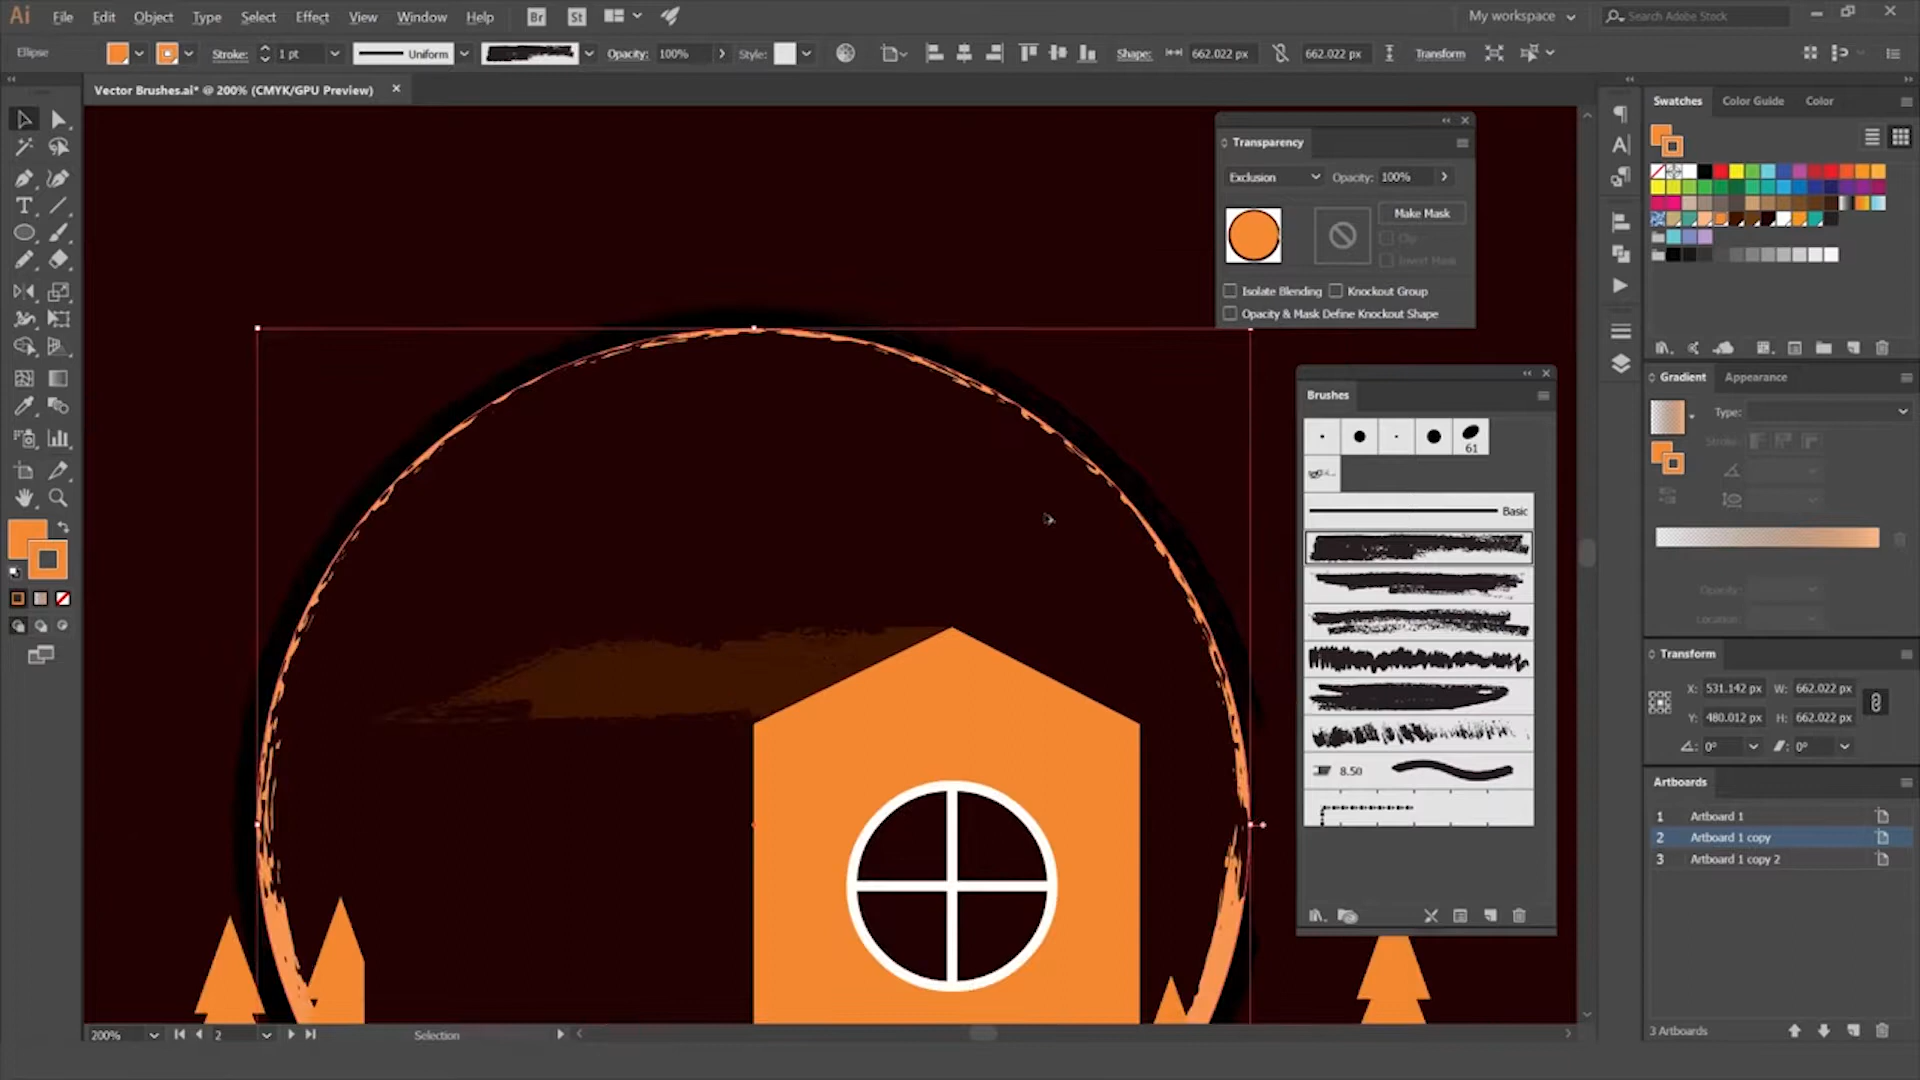 Ai File Edit Object Type Select Effect View Window Help Br St My workspace Search Adobe Stock
Ellipse Stroke: 1 pt Uniform Opacity: 100% Style: Shape: 662.022 px 662.022 px Transform
Vector Brushes.ai* @ 200% (CMYK/GPU Preview)
Transparency
Exclusion Opacity: 100%
Make Mask
Clip
Invert Mask
Isolate Blending Knockout Group
Opacity & Mask Define Knockout Shape
Brushes
61
Basic
8.50
Swatches Color Guide Color
Gradient Appearance
Type:
Stroke:
Opacity:
Location:
Transform
X: 531.142 px W: 662.022 px
Y: 480.012 px H: 662.022 px
0° 0°
Artboards
1 Artboard 1
2 Artboard 1 copy
3 Artboard 1 copy 2
3 Artboards
200% 2 Selection